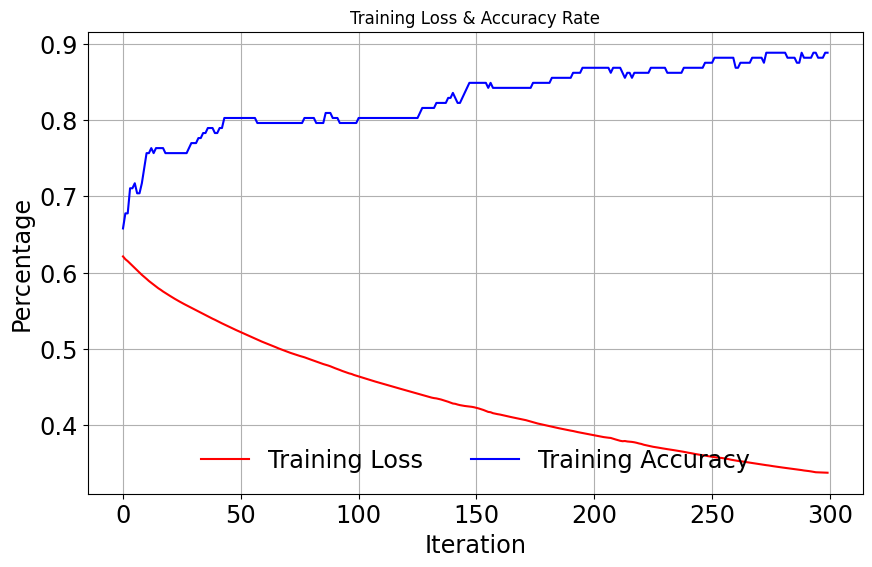 Training Loss & Accuracy Rate
0.9
0.8
0.7
0.6
0.5
0.4
Percentage
Training Loss Training Accuracy
0 50 100 150 200 250 300
Iteration